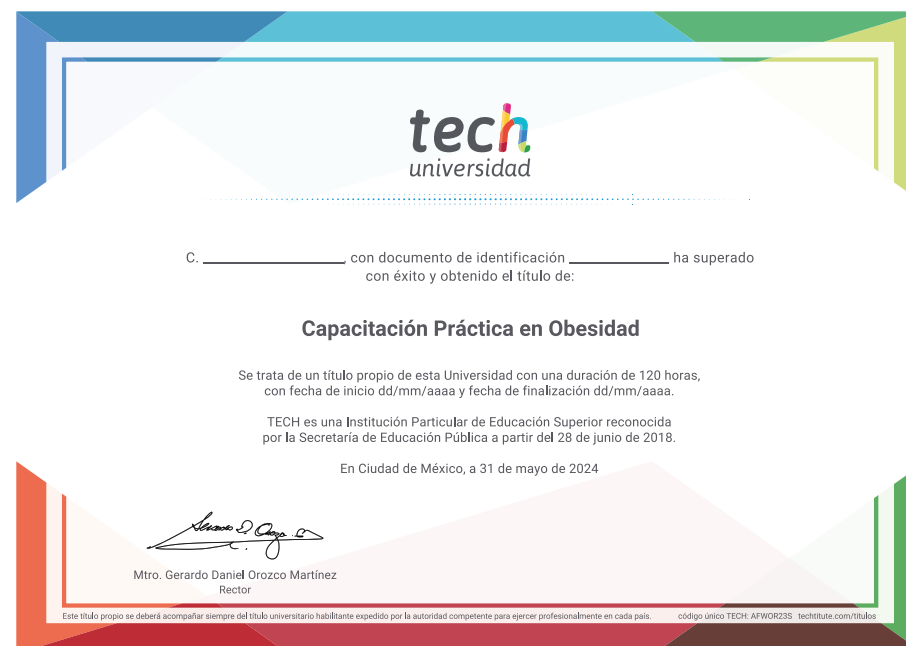 tech
universidad
C. ____________________, con documento de identificación ______________ ha superado
con éxito y obtenido el título de:
Capacitación Práctica en Obesidad
Se trata de un título propio de esta Universidad con una duración de 120 horas,
con fecha de inicio dd/mm/aaaa y fecha de finalización dd/mm/aaaa.
TECH es una Institución Particular de Educación Superior reconocida
por la Secretaría de Educación Pública a partir del 28 de junio de 2018.
En Ciudad de México, a 31 de mayo de 2024
Mtro. Gerardo Daniel Orozco Martínez
Rector
Este título propio se deberá acompañar siempre del título universitario habilitante expedido por la autoridad competente para ejercer profesionalmente en cada país. código único TECH: AFWOR23S techtitute.com/titulos